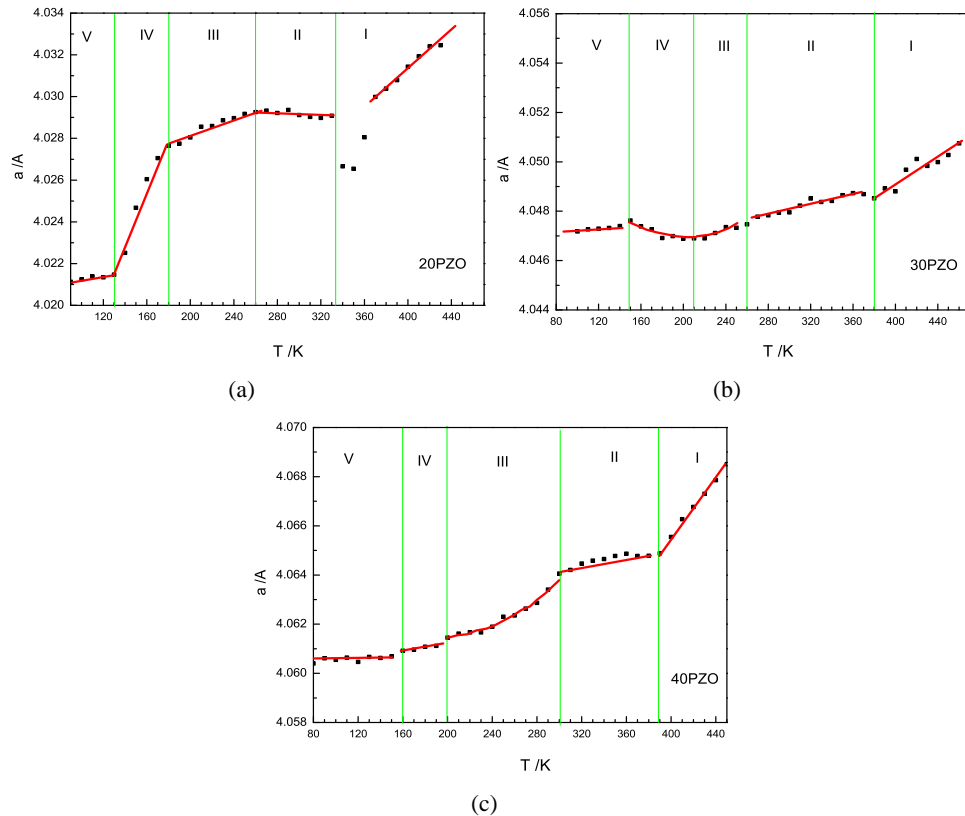 4.034
4.032
4.030
4.028
4.026
4.024
4.022
4.020
a /A
V IV III II I
20PZO
120 160 200 240 280 320 360 400 440
T /K
(a)
4.056
4.054
4.052
4.050
4.048
4.046
4.044
a /A
V IV III II I
30PZO
80 120 160 200 240 280 320 360 400 440
T /K
(b)
4.070
4.068
4.066
4.064
4.062
4.060
4.058
a /A
V IV III II I
40PZO
80 120 160 200 240 280 320 360 400 440
T /K
(c)